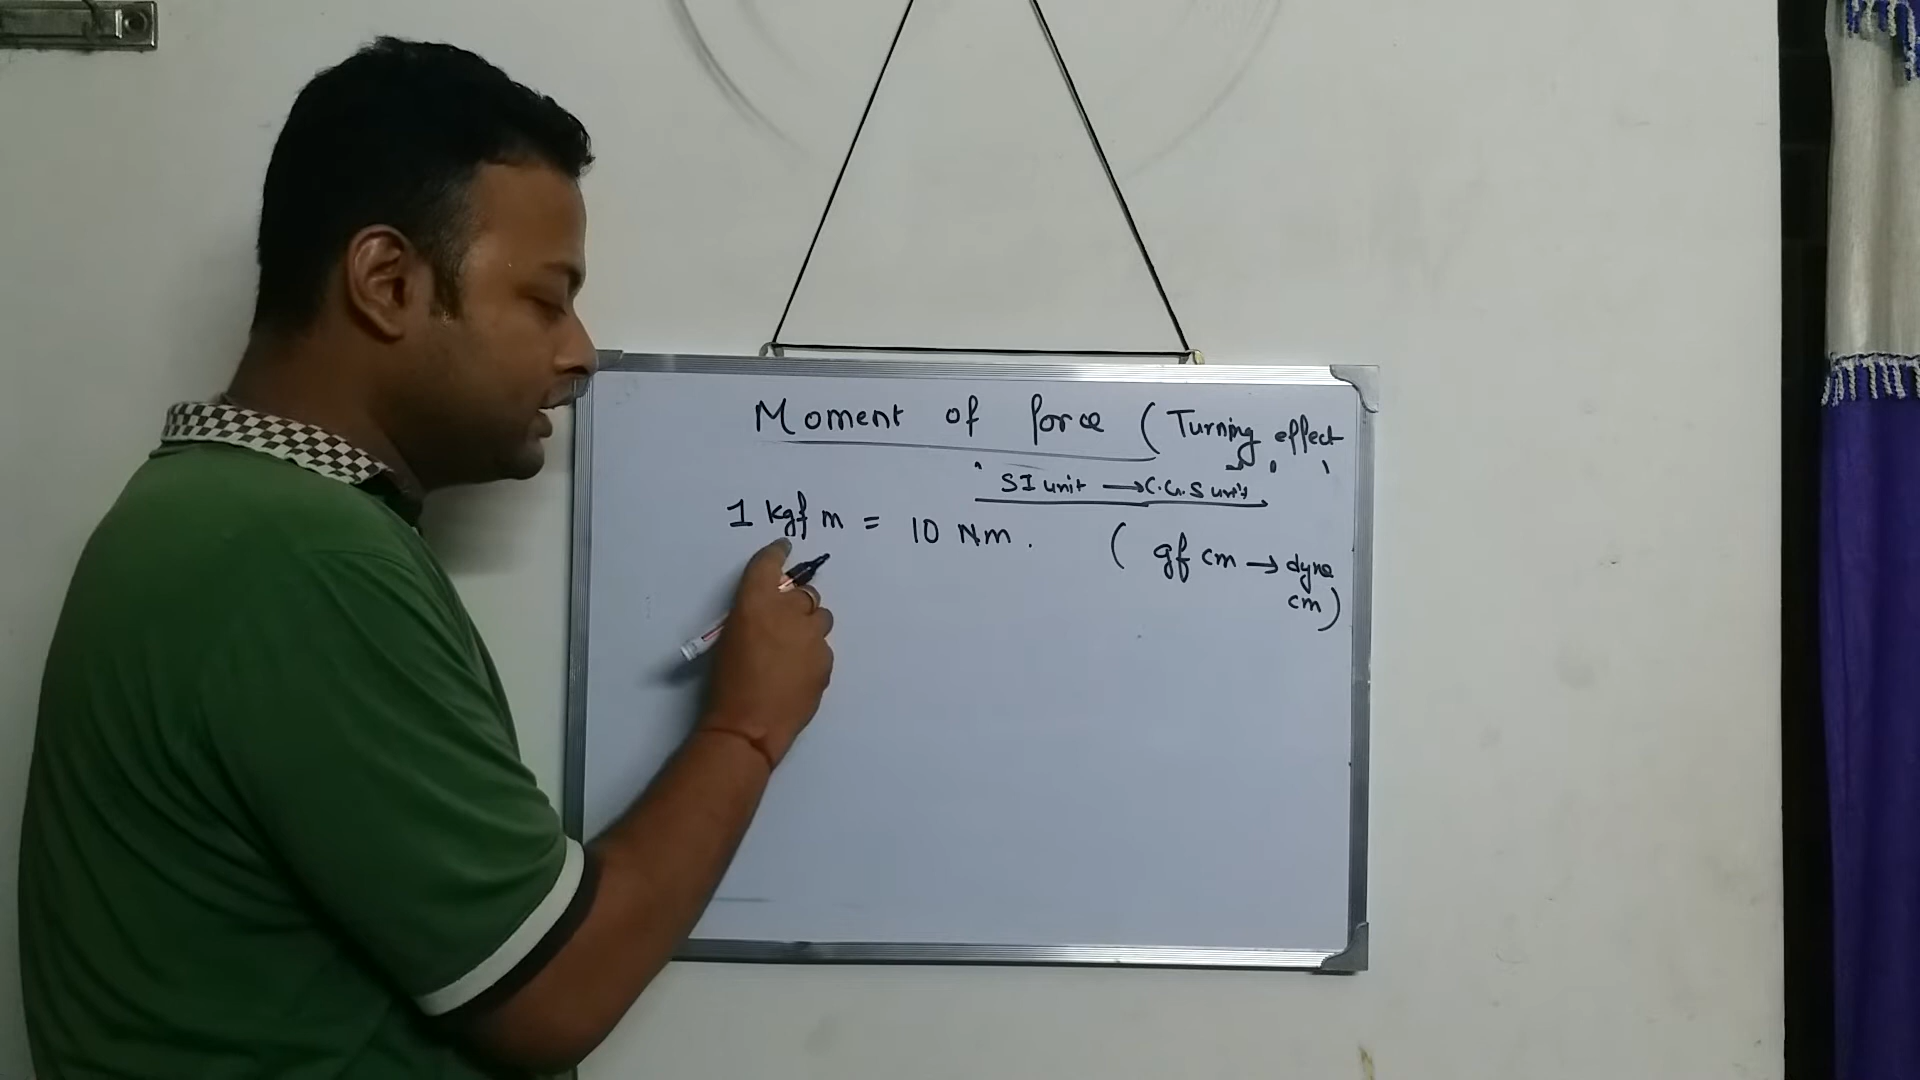 Moment of force (Turning effect
SI unit → C.G.S unit
1 kgf m = 10 Nm.
( gf cm → dyne
cm)